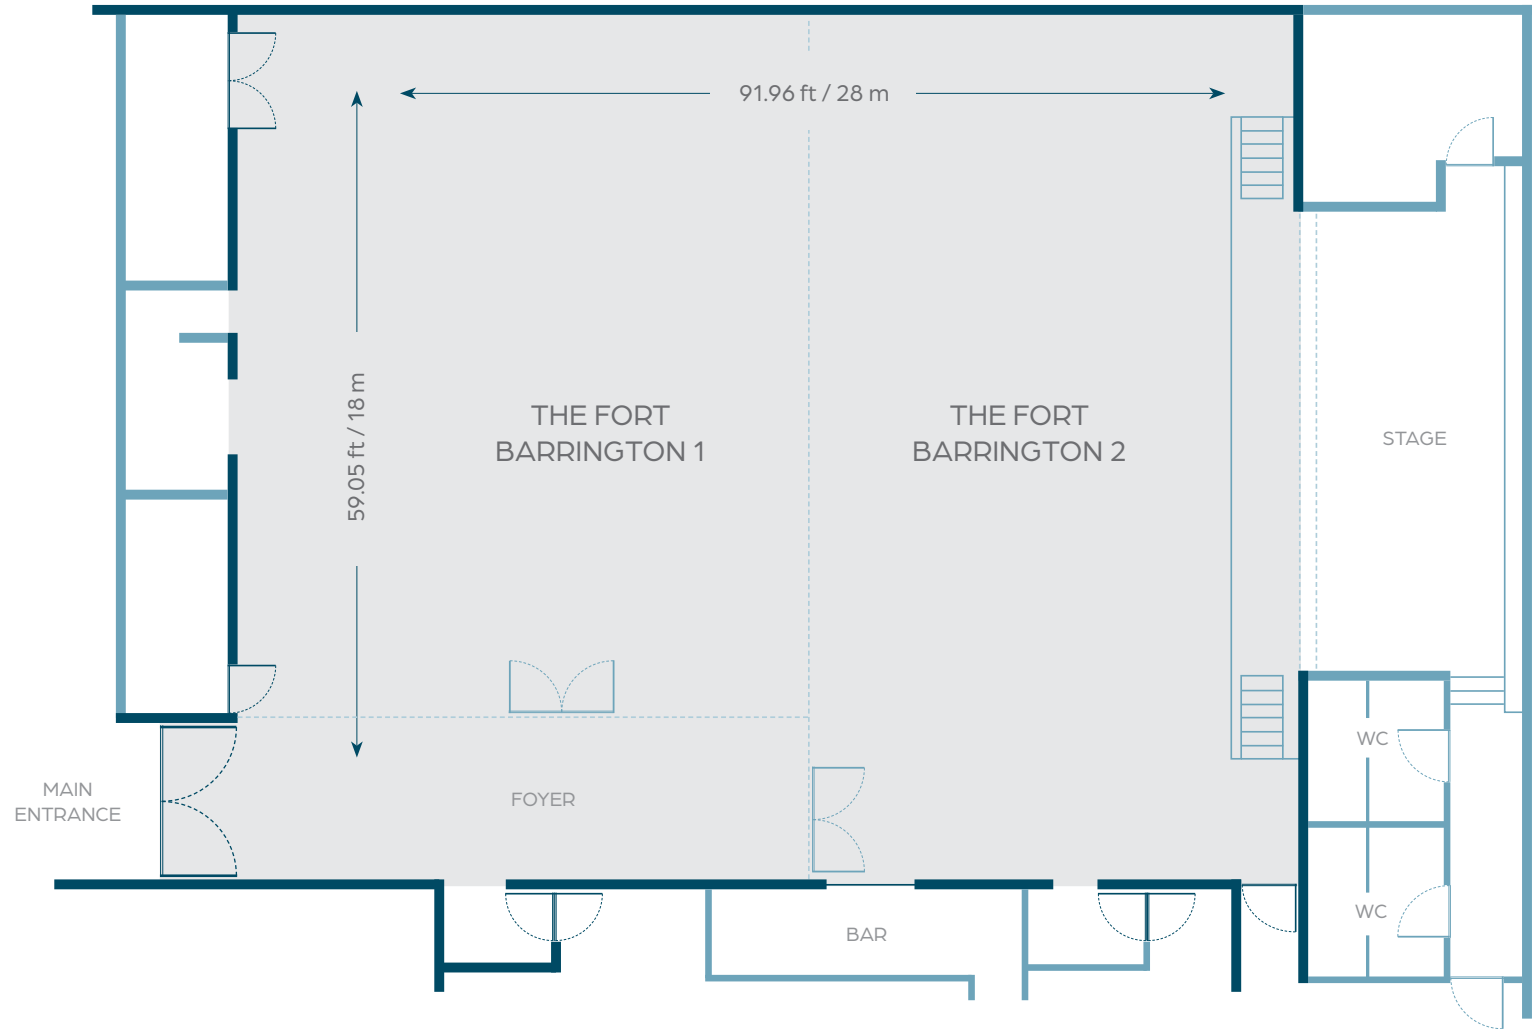 91.96 ft / 28 m
59.05 ft / 18 m
THE FORT
BARRINGTON 1
THE FORT
BARRINGTON 2
STAGE
WC
MAIN
ENTRANCE
FOYER
WC
BAR